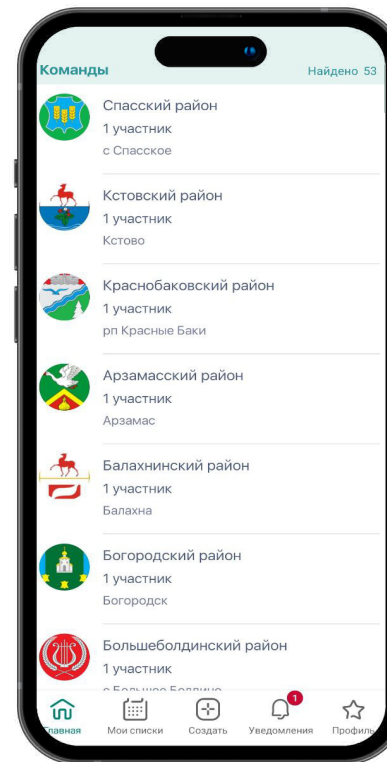 Команды
Найдено 53
Спасский район
1 участник
с Спасское
Кстовский район
1 участник
Кстово
Краснобаковский район
1 участник
рп Красные Баки
Арзамасский район
1 участник
Арзамас
Балахнинский район
1 участник
Балахна
Богородский район
1 участник
Богородск
Большеболдинский район
1 участник
с Большое Болдино
1
Главная
Мои списки
Создать
Уведомления
Профиль